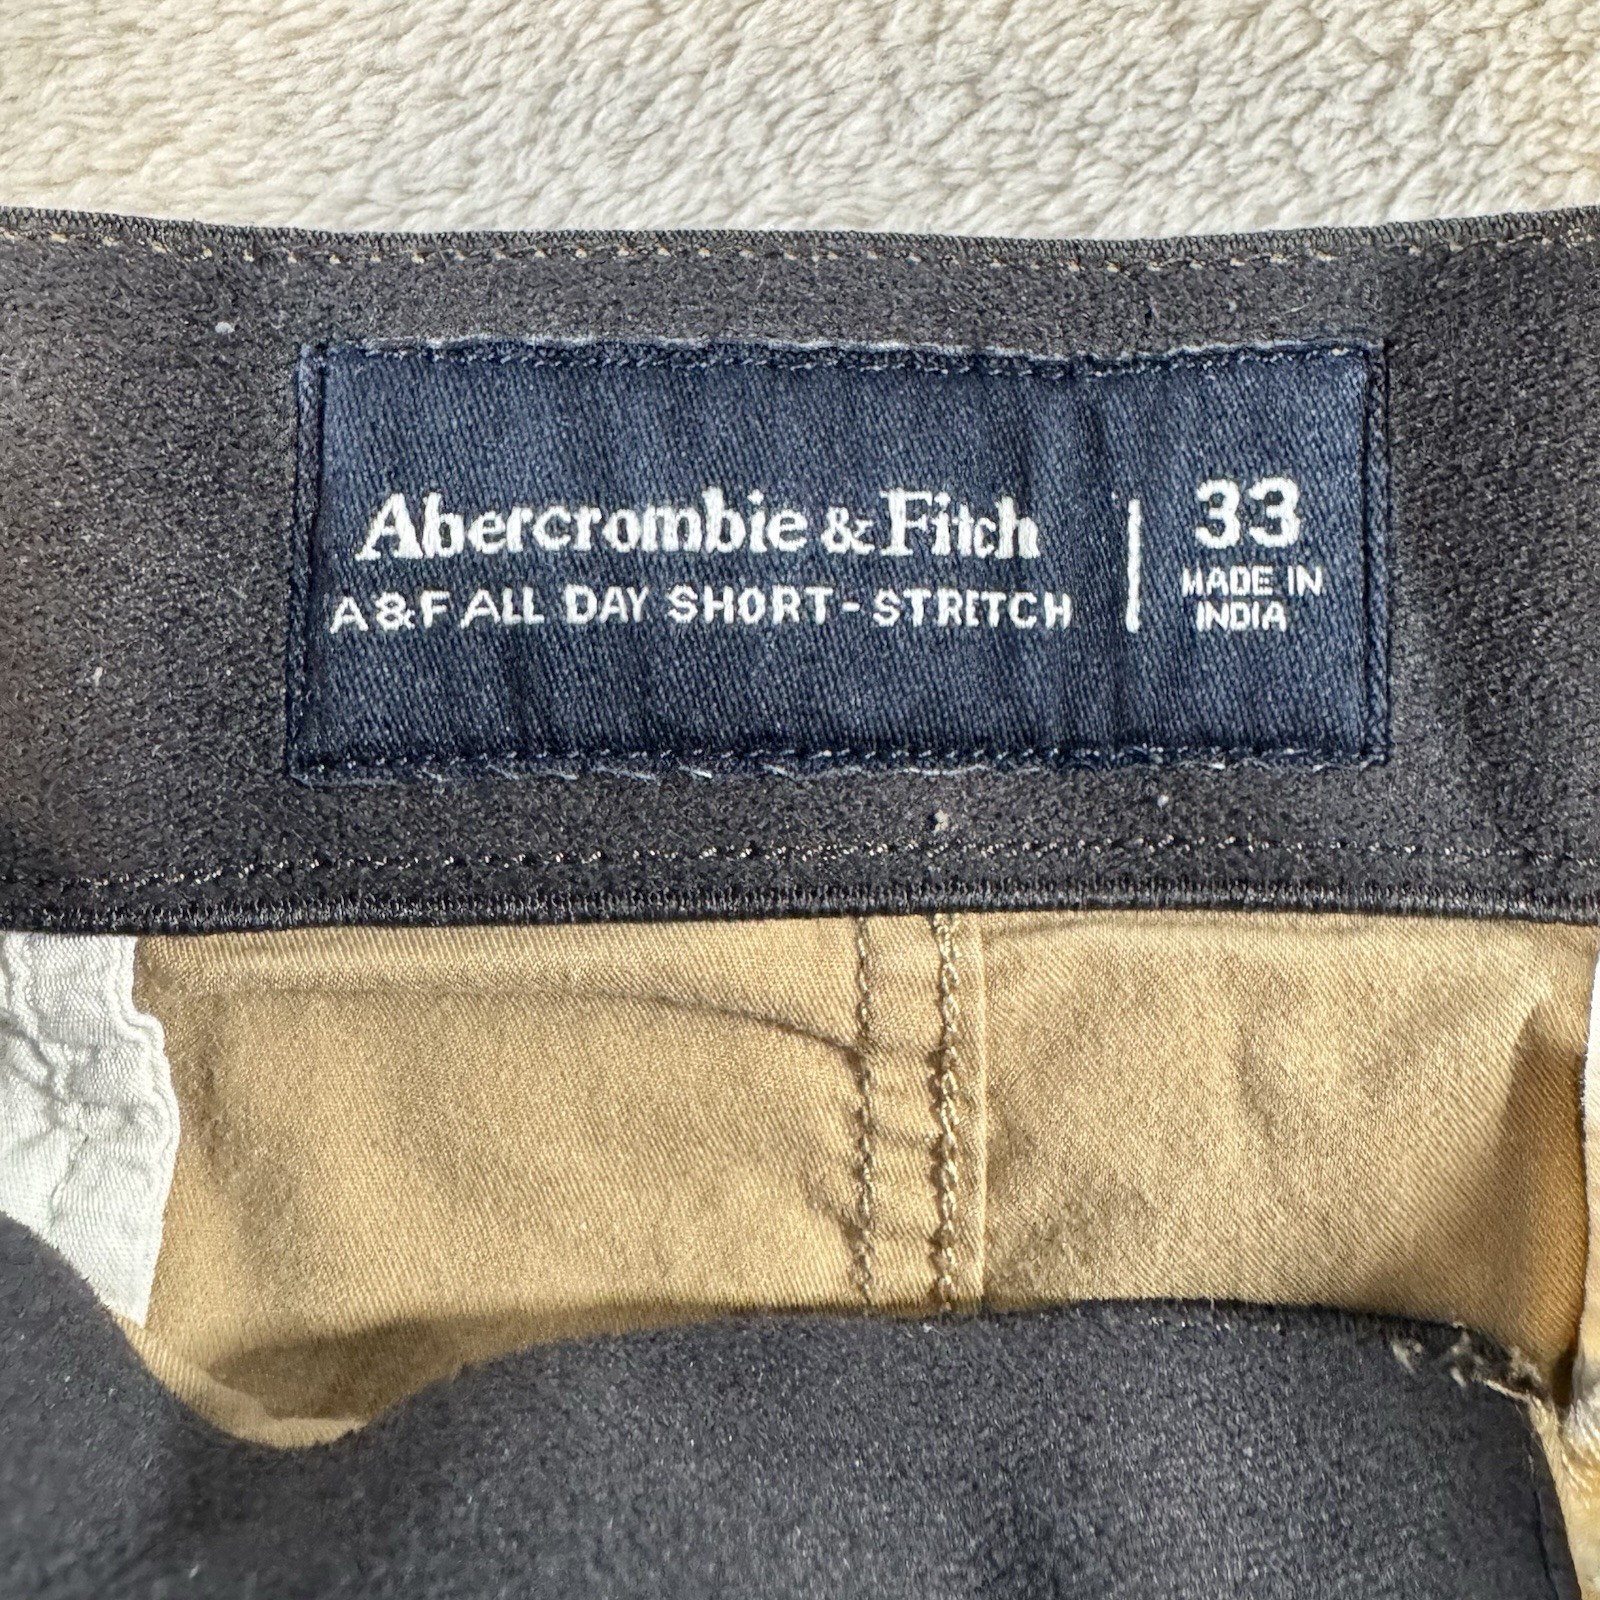 Abercrombie & Fitch
A&F ALL DAY SHORT-STRETCH
33
MADE IN
INDIA